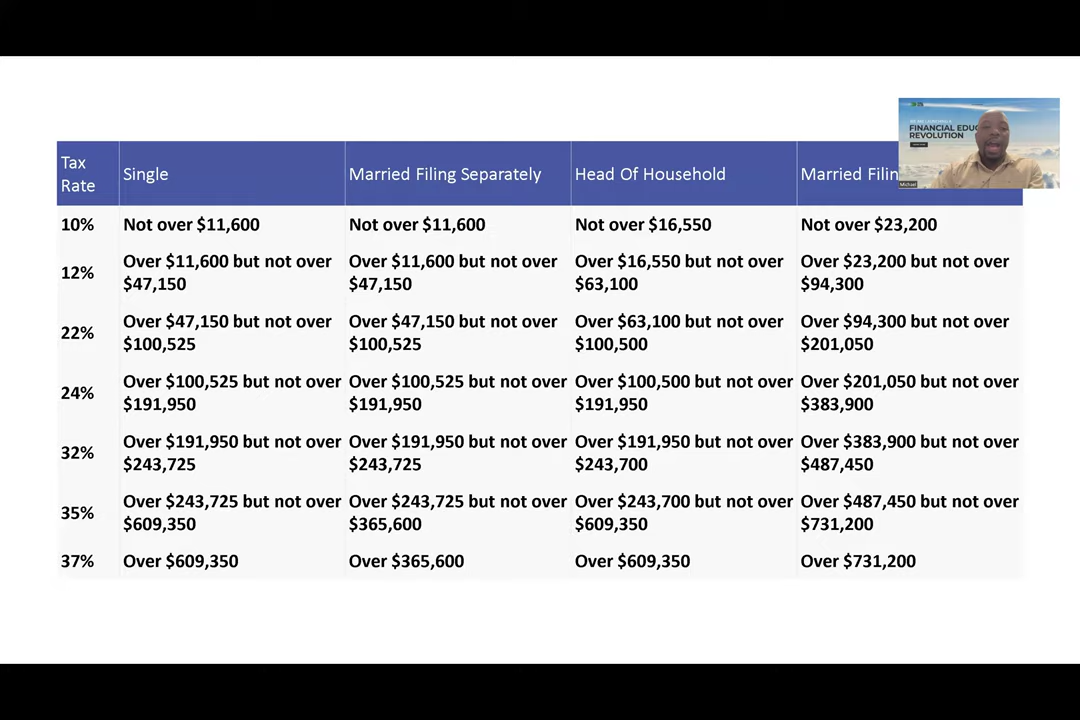 Tax
Rate
Single
Married Filing Separately
Head Of Household
Married
10%
Not over $11,600
Not over $11,600
Not over $16,550
Not over $23,200
12%
Over $11,600 but not over
$47,150
Over $11,600 but not over
$47,150
Over $16,550 but not over
$63,100
Over $23,200 but not over
$94,300
22%
Over $47,150 but not over
$100,525
Over $47,150 but not over
$100,525
Over $63,100 but not over
$100,500
Over $94,300 but not over
$201,050
24%
Over $100,525 but not over
$191,950
Over $100,525 but not over
$191,950
Over $100,500 but not over
$191,950
Over $201,050 but not over
$383,900
32%
Over $191,950 but not over
$243,725
Over $191,950 but not over
$243,725
Over $191,950 but not over
$243,700
Over $383,900 but not over
$487,450
35%
Over $243,725 but not over
$609,350
Over $243,725 but not over
$365,600
Over $243,700 but not over
$609,350
Over $487,450 but not over
$731,200
37%
Over $609,350
Over $365,600
Over $609,350
Over $731,200
FINANCIAL
REVOLUTION
Michael